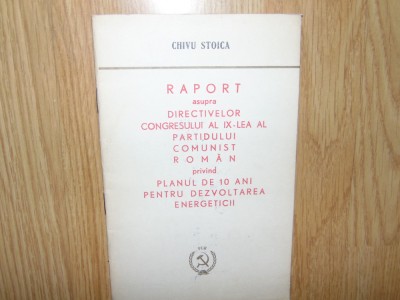 CHIVU STOICA
RAPORT
asupra
DIRECTIVELOR
CONGRESULUI AL IX-LEA AL
PARTIDULUI
COMUNIST
ROMÂN
privind
PLANUL DE 10 ANI
PENTRU DEZVOLTAREA
ENERGETICII